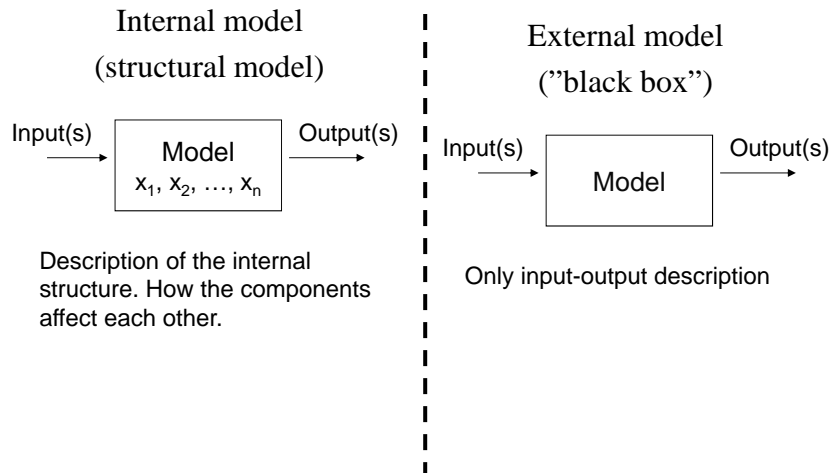 Internal model
(structural model)
Input(s)
Model
x₁, x₂, …, xₙ
Output(s)
Description of the internal
structure. How the components
affect each other.
External model
(”black box”)
Input(s)
Model
Output(s)
Only input-output description